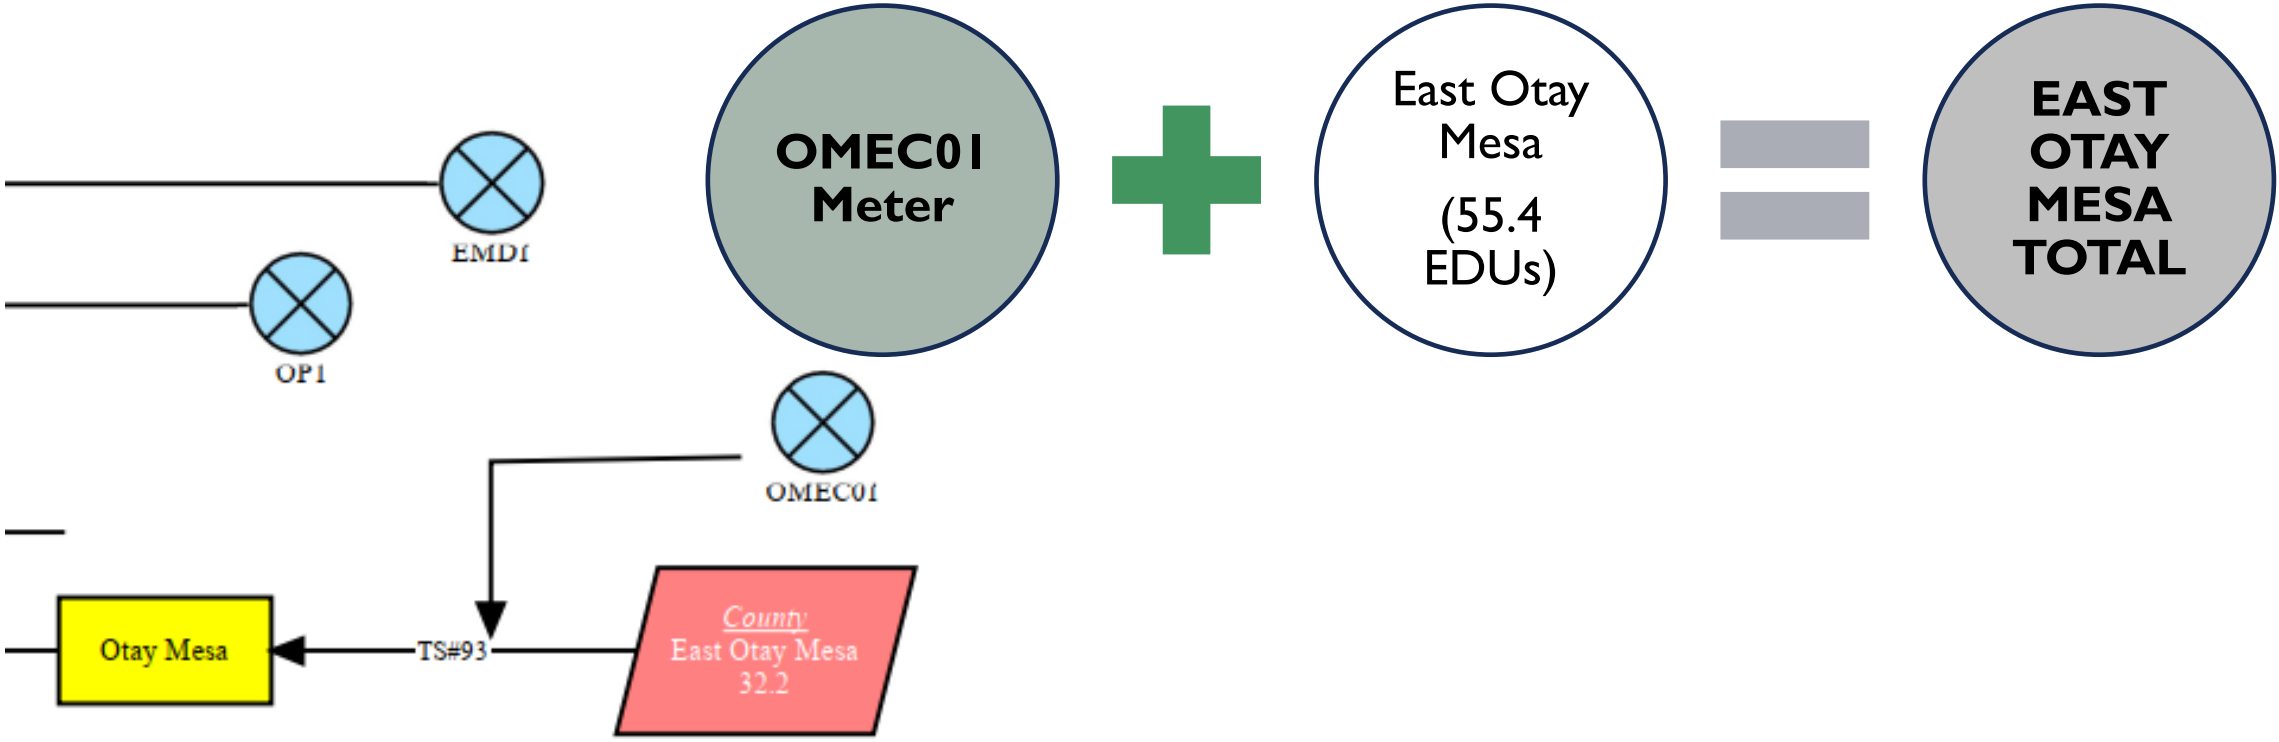 OMEC01
Meter
East Otay
Mesa
(55.4
EDUs)
EAST
OTAY
MESA
TOTAL
EMD1
OP1
OMEC01
Otay Mesa
TS#93
County
East Otay Mesa
32.2